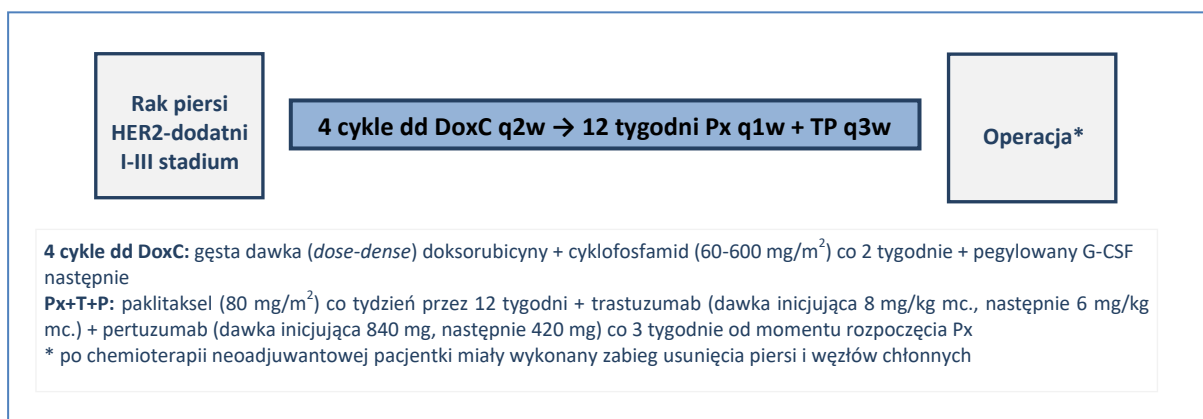 Rak piersi
HER2-dodatni
I-III stadium
4 cykle dd DoxC q2w → 12 tygodni Px q1w + TP q3w
Operacja*
4 cykle dd DoxC: gęsta dawka (dose-dense) doksorubicyny + cyklofosfamid (60-600 mg/m²) co 2 tygodnie + pegylowany G-CSF
następnie
Px+T+P: paklitaksel (80 mg/m²) co tydzień przez 12 tygodni + trastuzumab (dawka inicjująca 8 mg/kg mc., następnie 6 mg/kg
mc.) + pertuzumab (dawka inicjująca 840 mg, następnie 420 mg) co 3 tygodnie od momentu rozpoczęcia Px
* po chemioterapii neoadjuwantowej pacjentki miały wykonany zabieg usunięcia piersi i węzłów chłonnych